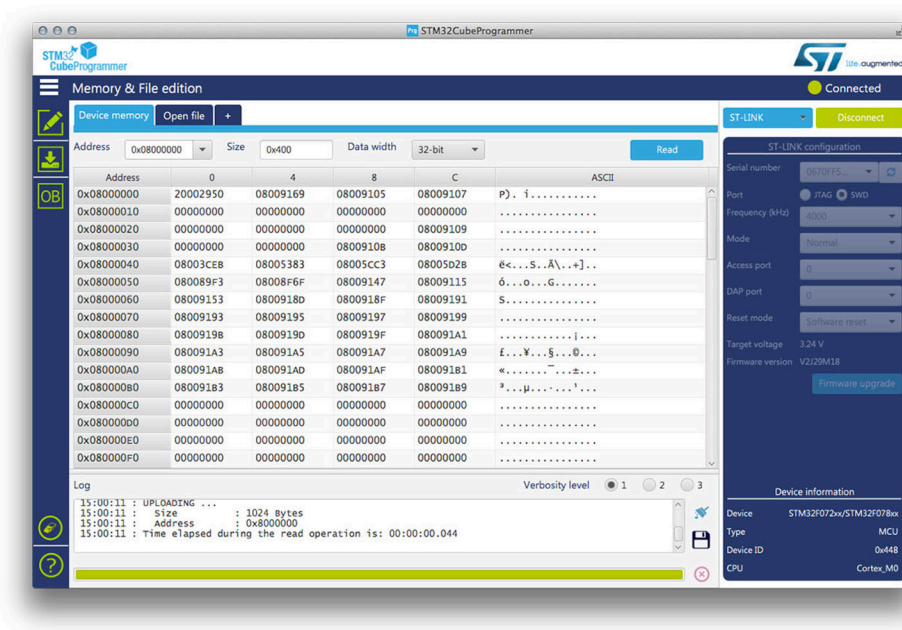 STM32CubeProgrammer
STM32
CubeProgrammer
ST life.augmented
Memory & File edition
Connected
Device memory Open file +
ST-LINK Disconnect
Address 0x08000000 Size 0x400 Data width 32-bit Read
ST-LINK configuration
Serial number 0670FF5...
Port JTAG SWD
Frequency (kHz) 4000
Mode Normal
Access port 0
DAP port 0
Reset mode Software reset
Target voltage 3.24 V
Firmware version V2J29M18
Firmware upgrade
Address 0 4 8 C ASCII
0x08000000 20002950 08009169 08009105 08009107 P). i...........
0x08000010 00000000 00000000 00000000 00000000 ................
0x08000020 00000000 00000000 00000000 08009109 ................
0x08000030 00000000 00000000 0800910B 0800910D ................
0x08000040 08003CEB 08005383 08005CC3 08005D2B ë<...S..Ã\..+]..
0x08000050 080089F3 08008F6F 08009147 08009115 ó...o...G.......
0x08000060 08009153 0800918D 0800918F 08009191 S...............
0x08000070 08009193 08009195 08009197 08009199 ................
0x08000080 0800919B 0800919D 0800919F 080091A1 ............¡...
0x08000090 080091A3 080091A5 080091A7 080091A9 £...¥...§...©...
0x080000A0 080091AB 080091AD 080091AF 080091B1 «.......¯...±...
0x080000B0 080091B3 080091B5 080091B7 080091B9 ³...µ...·...¹...
0x080000C0 00000000 00000000 00000000 00000000 ................
0x080000D0 00000000 00000000 00000000 00000000 ................
0x080000E0 00000000 00000000 00000000 00000000 ................
0x080000F0 00000000 00000000 00000000 00000000 ................
Log Verbosity level 1 2 3
15:00:11 : UPLOADING ...
15:00:11 : Size : 1024 Bytes
15:00:11 : Address : 0x8000000
15:00:11 : Time elapsed during the read operation is: 00:00:00.044
Device information
Device STM32F072xx/STM32F078xx
Type MCU
Device ID 0x448
CPU Cortex_M0
OB
?